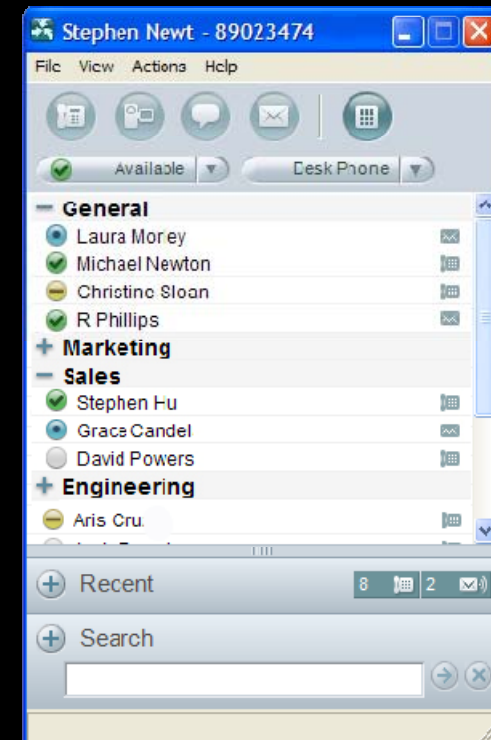 Stephen Newt - 89023474
File View Actions Help
Available Desk Phone
General
Laura Morley
Michael Newton
Christine Sloan
R Phillips
Marketing
Sales
Stephen Hu
Grace Candel
David Powers
Engineering
Aris
Recent 8 2
Search